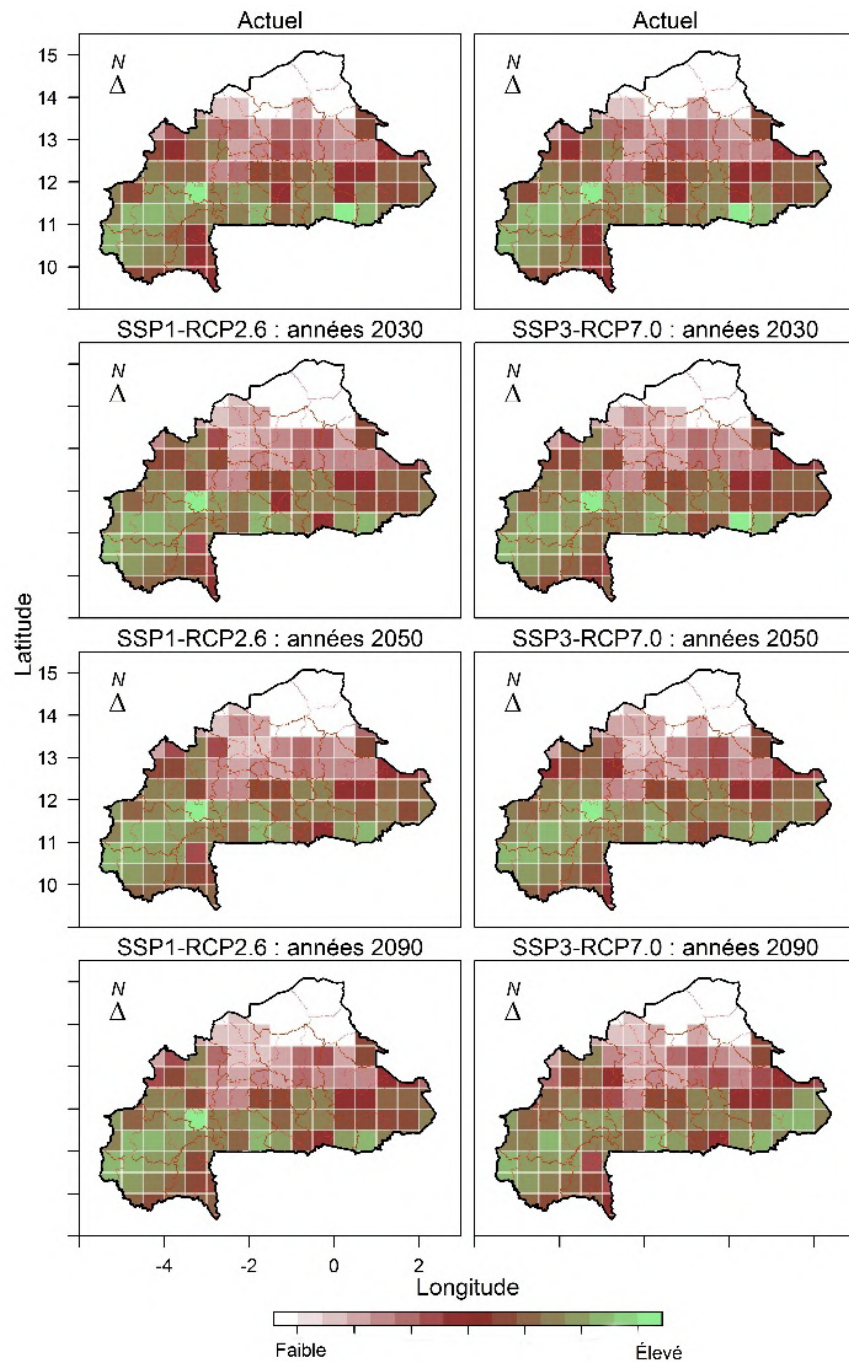 Actuel Actuel
N N
Δ Δ
15
14
13
12
11
10
SSP1-RCP2.6 : années 2030 SSP3-RCP7.0 : années 2030
N N
Δ Δ
Latitude
SSP1-RCP2.6 : années 2050 SSP3-RCP7.0 : années 2050
N N
Δ Δ
15
14
13
12
11
10
SSP1-RCP2.6 : années 2090 SSP3-RCP7.0 : années 2090
N N
Δ Δ
-4 -2 0 2
Longitude
Faible Élevé